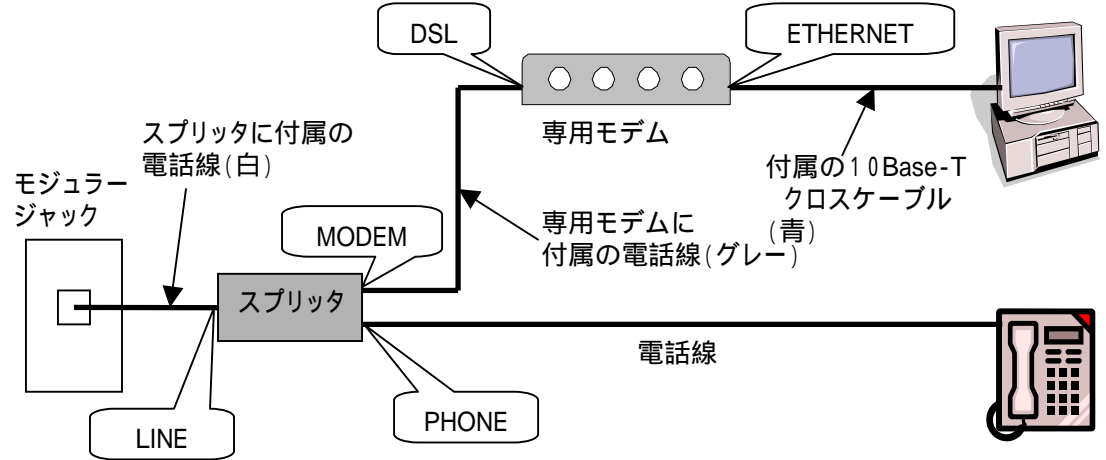 DSL
ETHERNET
スプリッタに付属の
電話線(白)
専用モデム
モジュラー
ジャック
付属の10Base-T
クロスケーブル
(青)
MODEM
専用モデムに
付属の電話線(グレー)
スプリッタ
電話線
LINE
PHONE